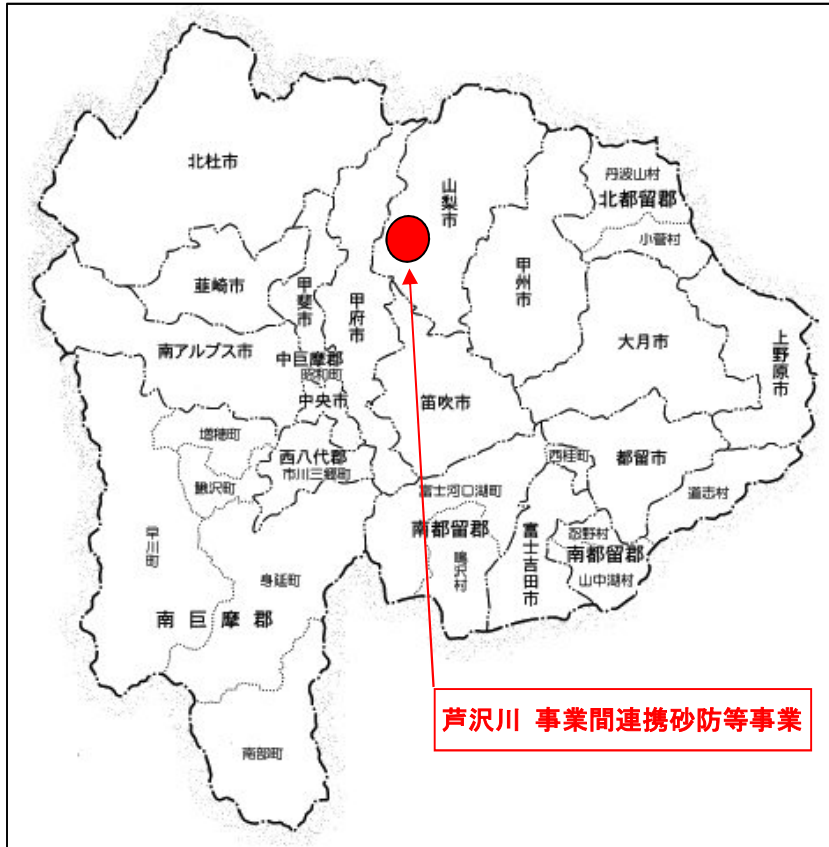 北杜市
山梨市
丹波山村
北都留郡
小菅村
韮崎市
甲斐市
甲府市
甲州市
南アルプス市
中巨摩郡
昭和町
中央市
笛吹市
大月市
上野原市
増穂町
西八代郡
市川三郷町
鰍沢町
西桂町
都留市
道志村
富士河口湖町
南都留郡
鳴沢村
富士吉田市
忍野村
南都留郡
山中湖村
早川町
身延町
南巨摩郡
南部町
芦沢川 事業間連携砂防等事業